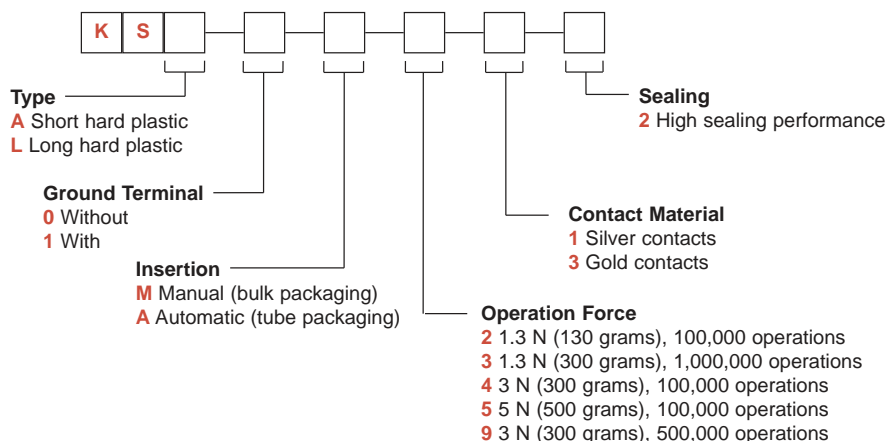 K S
Type
A Short hard plastic
L Long hard plastic
Sealing
2 High sealing performance
Ground Terminal
0 Without
1 With
Contact Material
1 Silver contacts
3 Gold contacts
Insertion
M Manual (bulk packaging)
A Automatic (tube packaging)
Operation Force
2 1.3 N (130 grams), 100,000 operations
3 1.3 N (300 grams), 1,000,000 operations
4 3 N (300 grams), 100,000 operations
5 5 N (500 grams), 100,000 operations
9 3 N (300 grams), 500,000 operations